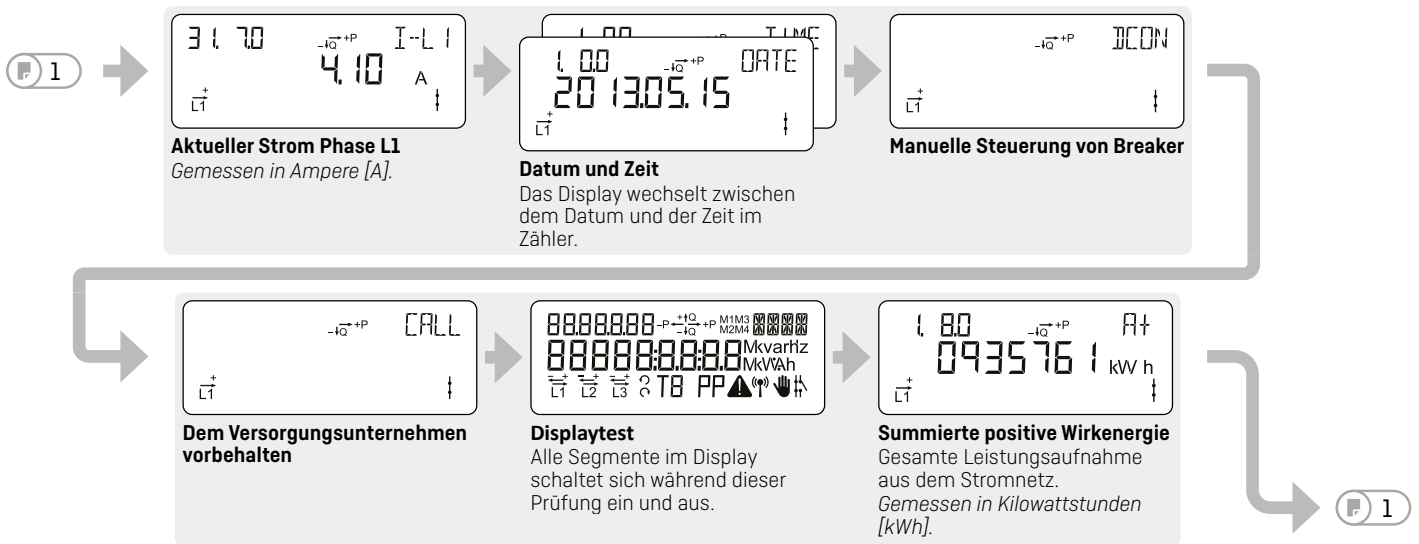 1
31.7.0
-Q +P
I-L1
4.10 A
L1 +
Aktueller Strom Phase L1
Gemessen in Ampere [A].
1.0.0
TIME
1.0.0
-Q +P
DATE
2013.05.15
L1 +
Datum und Zeit
Das Display wechselt zwischen
dem Datum und der Zeit im
Zähler.
-Q +P
DCON
L1 +
Manuelle Steuerung von Breaker
-Q +P
CALL
L1 +
Dem Versorgungsunternehmen
vorbehalten
88.8.8.8.88 -P +Q -Q +P M1M3
M2M4
88888:8.8:8.8 MkvarHz
MkWVAh
L1 L2 L3 T8 PP
Displaytest
Alle Segmente im Display
schaltet sich während dieser
Prüfung ein und aus.
1.8.0
-Q +P
A+
0935761 kWh
L1 +
Summierte positive Wirkenergie
Gesamte Leistungsaufnahme
aus dem Stromnetz.
Gemessen in Kilowattstunden
[kWh].
1